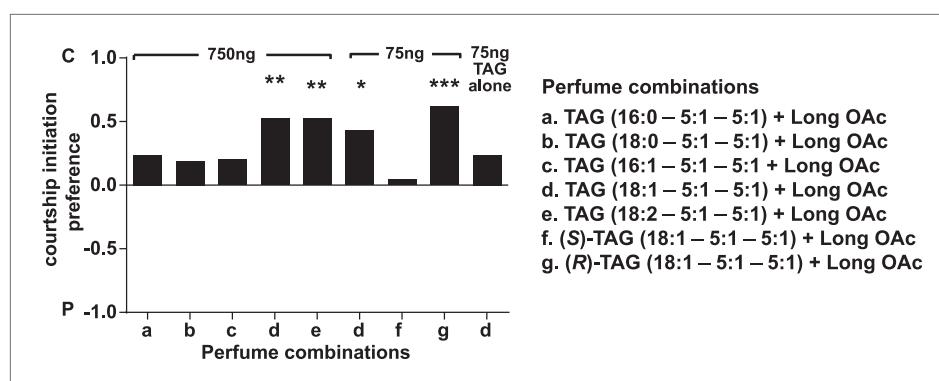 C 1.0
750ng
75ng
75ng
TAG
alone
** ** * ***
0.5
0.0
-0.5
P -1.0
courtship initiation
preference
a b c d e d f g d
Perfume combinations
Perfume combinations
a. TAG (16:0 – 5:1 – 5:1) + Long OAc
b. TAG (18:0 – 5:1 – 5:1) + Long OAc
c. TAG (16:1 – 5:1 – 5:1 + Long OAc
d. TAG (18:1 – 5:1 – 5:1) + Long OAc
e. TAG (18:2 – 5:1 – 5:1) + Long OAc
f. (S)-TAG (18:1 – 5:1 – 5:1) + Long OAc
g. (R)-TAG (18:1 – 5:1 – 5:1) + Long OAc